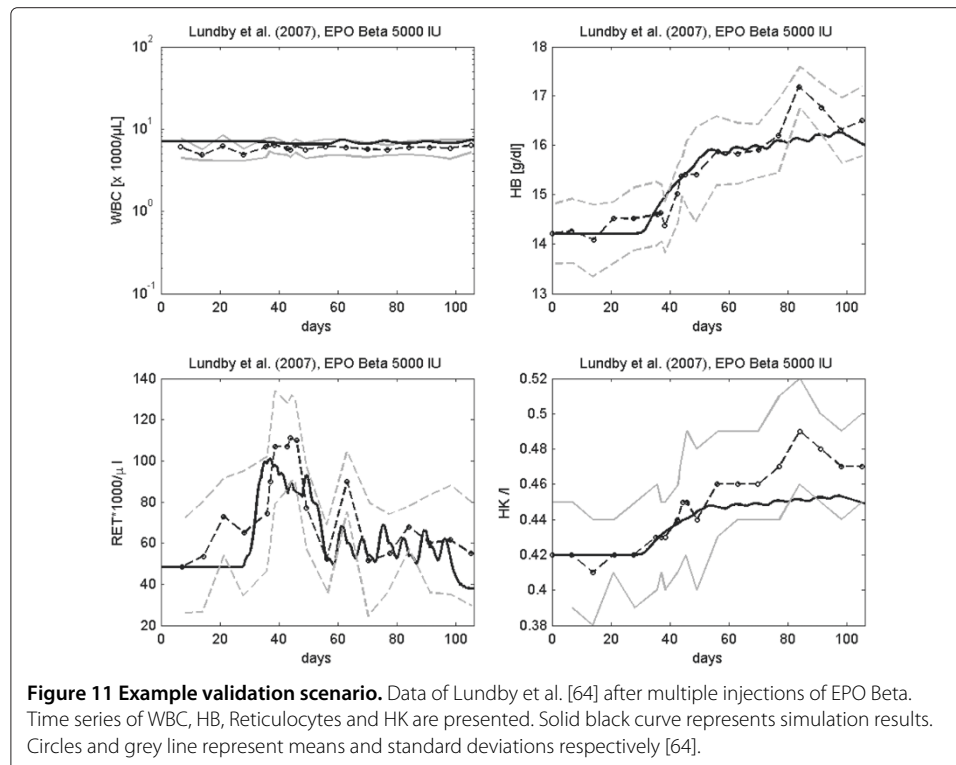 Lundby et al. (2007), EPO Beta 5000 IU
WBC [x 1000/µL]
10^2
10^1
10^0
10^-1
0 20 40 60 80 100
days
Lundby et al. (2007), EPO Beta 5000 IU
HB [g/dl]
18
17
16
15
14
13
0 20 40 60 80 100
days
Lundby et al. (2007), EPO Beta 5000 IU
RET*1000/µ l
140
120
100
80
60
40
20
0 20 40 60 80 100
days
Lundby et al. (2007), EPO Beta 5000 IU
HK /l
0.52
0.5
0.48
0.46
0.44
0.42
0.4
0.38
0 20 40 60 80 100
days
Figure 11 Example validation scenario. Data of Lundby et al. [64] after multiple injections of EPO Beta.
Time series of WBC, HB, Reticulocytes and HK are presented. Solid black curve represents simulation results.
Circles and grey line represent means and standard deviations respectively [64].